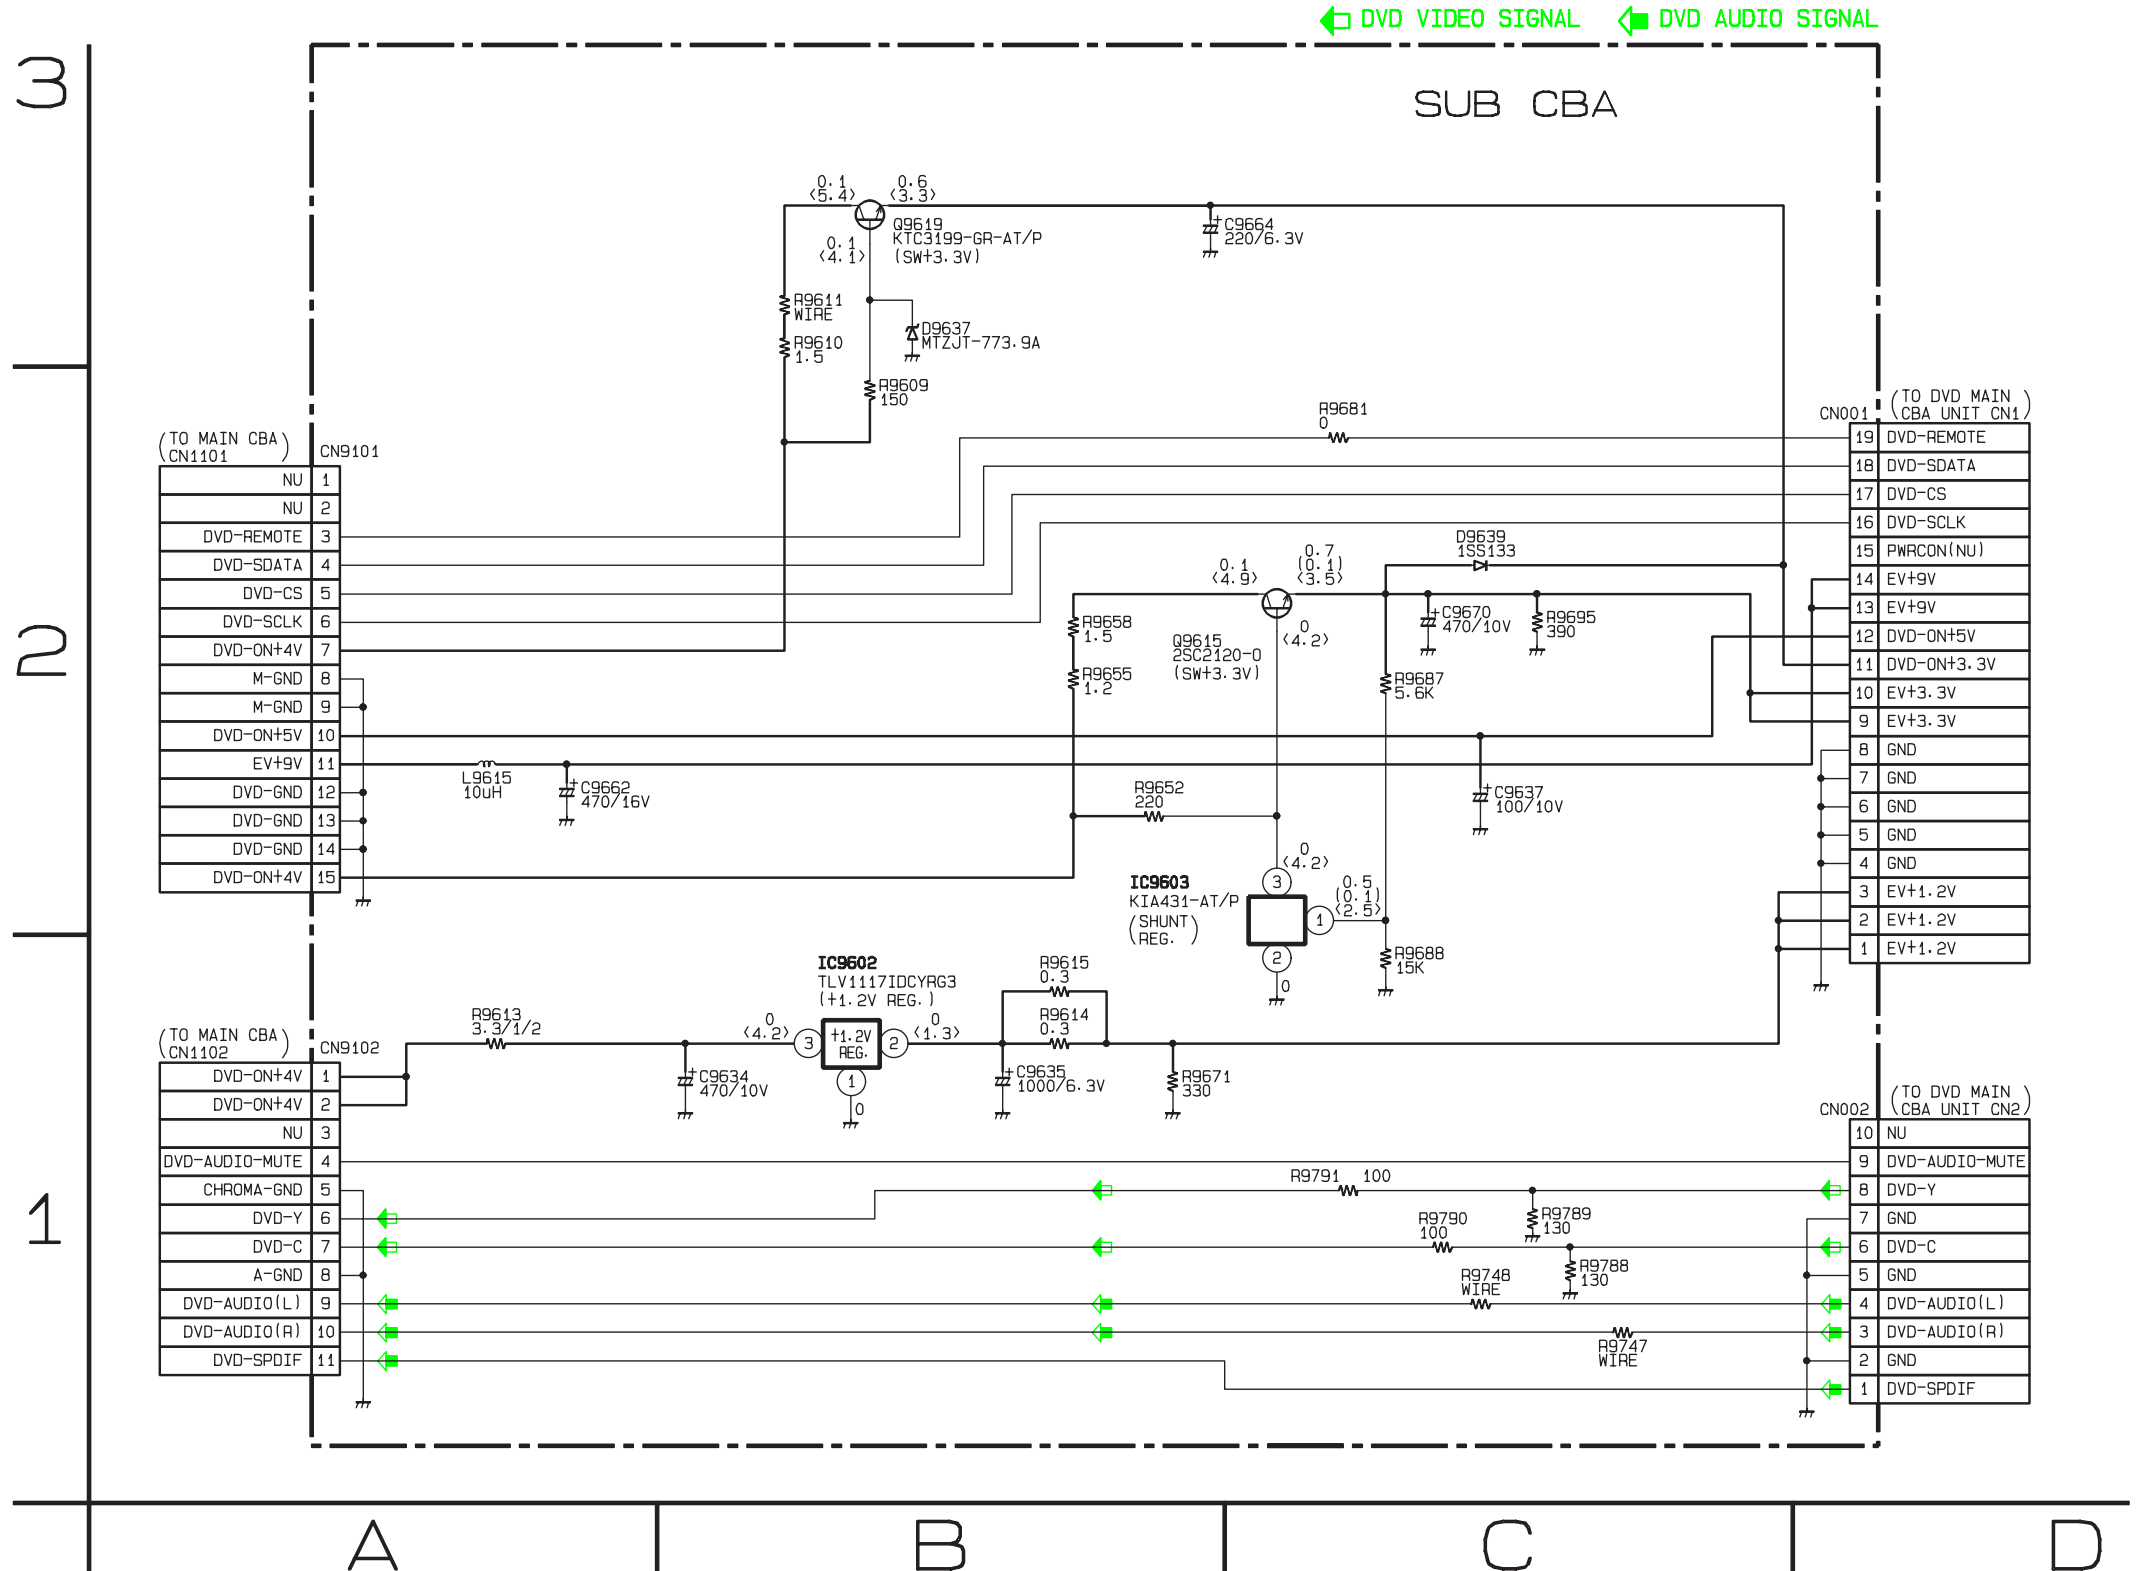 DVD VIDEO SIGNAL
DVD AUDIO SIGNAL
3
SUB CBA
0.1
<5.4>
0.6
<3.3>
Q9619
KTC3199-GR-AT/P
(SW+3.3V)
0.1
<4.1>
C9664
220/6.3V
R9611
WIRE
R9610
1.5
D9637
MTZJT-773.9A
R9609
150
R9681
0
(TO MAIN CBA)
CN1101
CN9101
NU 1
NU 2
DVD-REMOTE 3
DVD-SDATA 4
DVD-CS 5
DVD-SCLK 6
DVD-ON+4V 7
M-GND 8
M-GND 9
DVD-ON+5V 10
EV+9V 11
DVD-GND 12
DVD-GND 13
DVD-GND 14
DVD-ON+4V 15
2
CN001
(TO DVD MAIN
CBA UNIT CN1)
19 DVD-REMOTE
18 DVD-SDATA
17 DVD-CS
16 DVD-SCLK
15 PWRCON(NU)
14 EV+9V
13 EV+9V
12 DVD-ON+5V
11 DVD-ON+3.3V
10 EV+3.3V
9 EV+3.3V
8 GND
7 GND
6 GND
5 GND
4 GND
3 EV+1.2V
2 EV+1.2V
1 EV+1.2V
D9639
1SS133
0.1
<4.9>
0.7
(0.1)
<3.5>
R9658
1.5
R9655
1.2
Q9615
2SC2120-O
(SW+3.3V)
0
<4.2>
C9670
470/10V
R9695
390
R9687
5.6K
L9615
10uH
C9662
470/16V
R9652
220
C9637
100/10V
0
<4.2>
IC9603
KIA431-AT/P
(SHUNT
REG.)
3
1
2
0
0.5
(0.1)
<2.5>
R9688
15K
IC9602
TLV1117IDCYRG3
(+1.2V REG.)
R9615
0.3
R9614
0.3
R9613
3.3/1/2
0
<4.2>
3
+1.2V
REG.
2
1
0
0
<1.3>
C9634
470/10V
C9635
1000/6.3V
R9671
330
(TO MAIN CBA)
CN1102
CN9102
DVD-ON+4V 1
DVD-ON+4V 2
NU 3
DVD-AUDIO-MUTE 4
CHROMA-GND 5
DVD-Y 6
DVD-C 7
A-GND 8
DVD-AUDIO(L) 9
DVD-AUDIO(R) 10
DVD-SPDIF 11
1
CN002
(TO DVD MAIN
CBA UNIT CN2)
10 NU
9 DVD-AUDIO-MUTE
8 DVD-Y
7 GND
6 DVD-C
5 GND
4 DVD-AUDIO(L)
3 DVD-AUDIO(R)
2 GND
1 DVD-SPDIF
R9791 100
R9789
130
R9790
100
R9788
130
R9748
WIRE
R9747
WIRE
A B C D